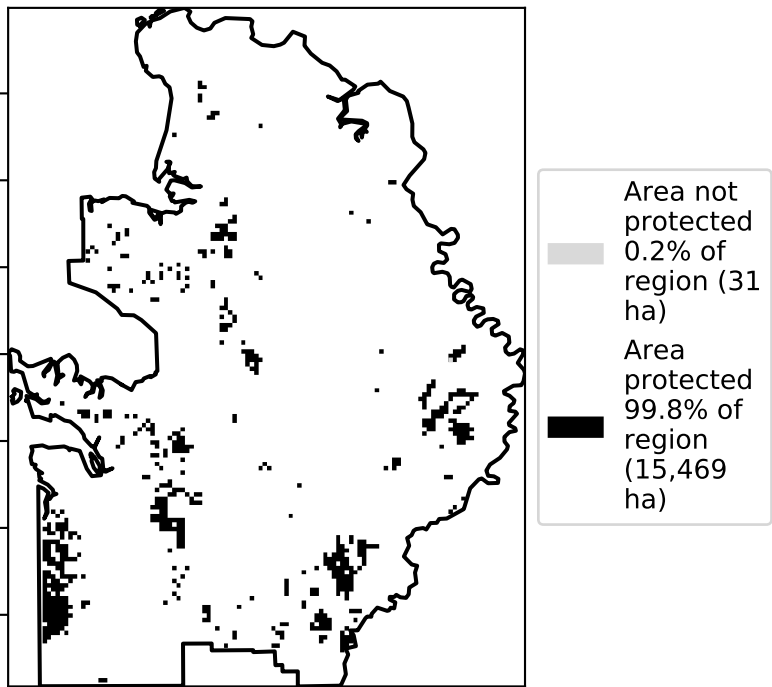 Area not
protected
0.2% of
region (31
ha)
Area
protected
99.8% of
region
(15,469
ha)